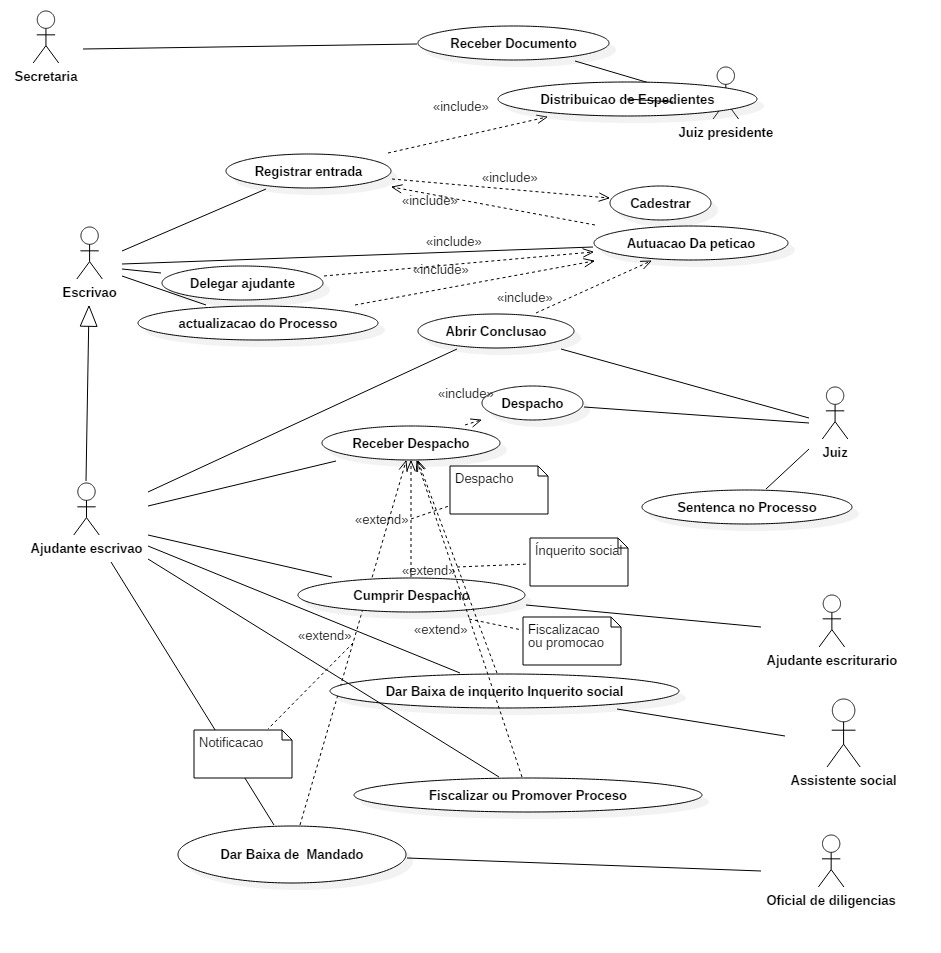 Receber Documento
Secretaria
Distribuicao de Espedientes
«include»
Juiz presidente
Registrar entrada
«include»
«include»
Cadestrar
«include»
Autuacao Da peticao
«include»
Delegar ajudante
Escrivao
«include»
actualizacao do Processo
Abrir Conclusao
«include»
Despacho
Receber Despacho
Juiz
Despacho
Sentenca no Processo
«extend»
Ajudante escrivao
Ínquerito social
«extend»
Cumprir Despacho
«extend»
«extend»
Fiscalizacao
ou promocao
Ajudante escriturario
Dar Baixa de inquerito Inquerito social
Notificacao
Assistente social
Fiscalizar ou Promover Proceso
Dar Baixa de  Mandado
Oficial de diligencias